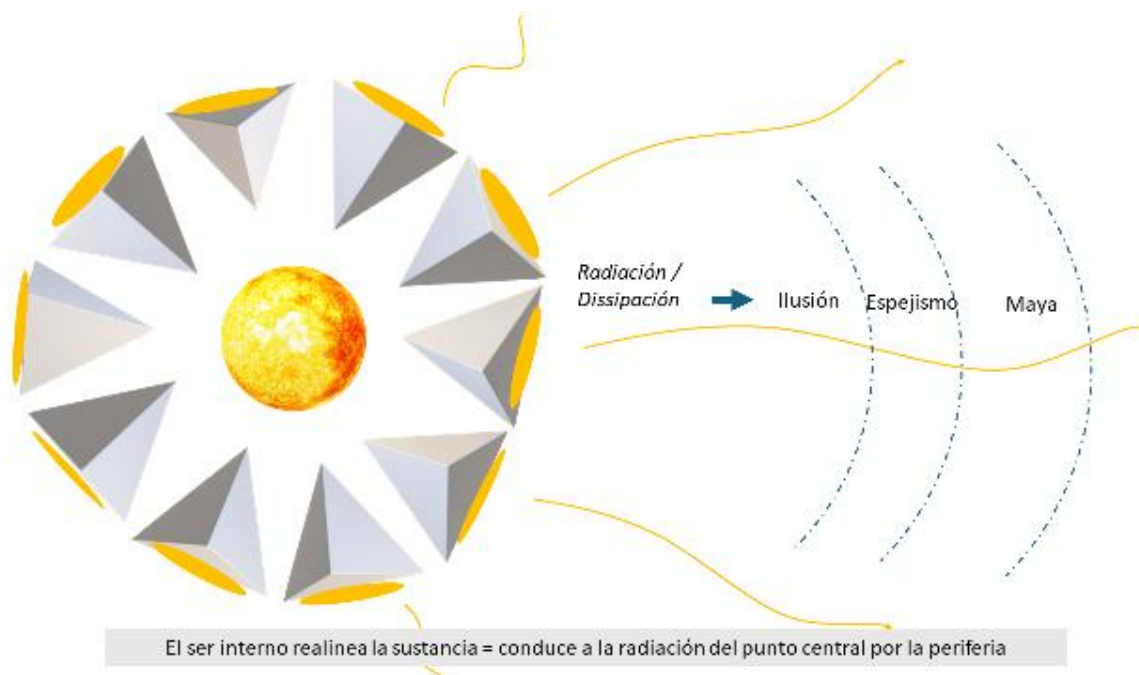 Radiación /
Dissipación
Ilusión
Espejismo
Maya
El ser interno realinea la sustancia = conduce a la radiación del punto central por la periferia